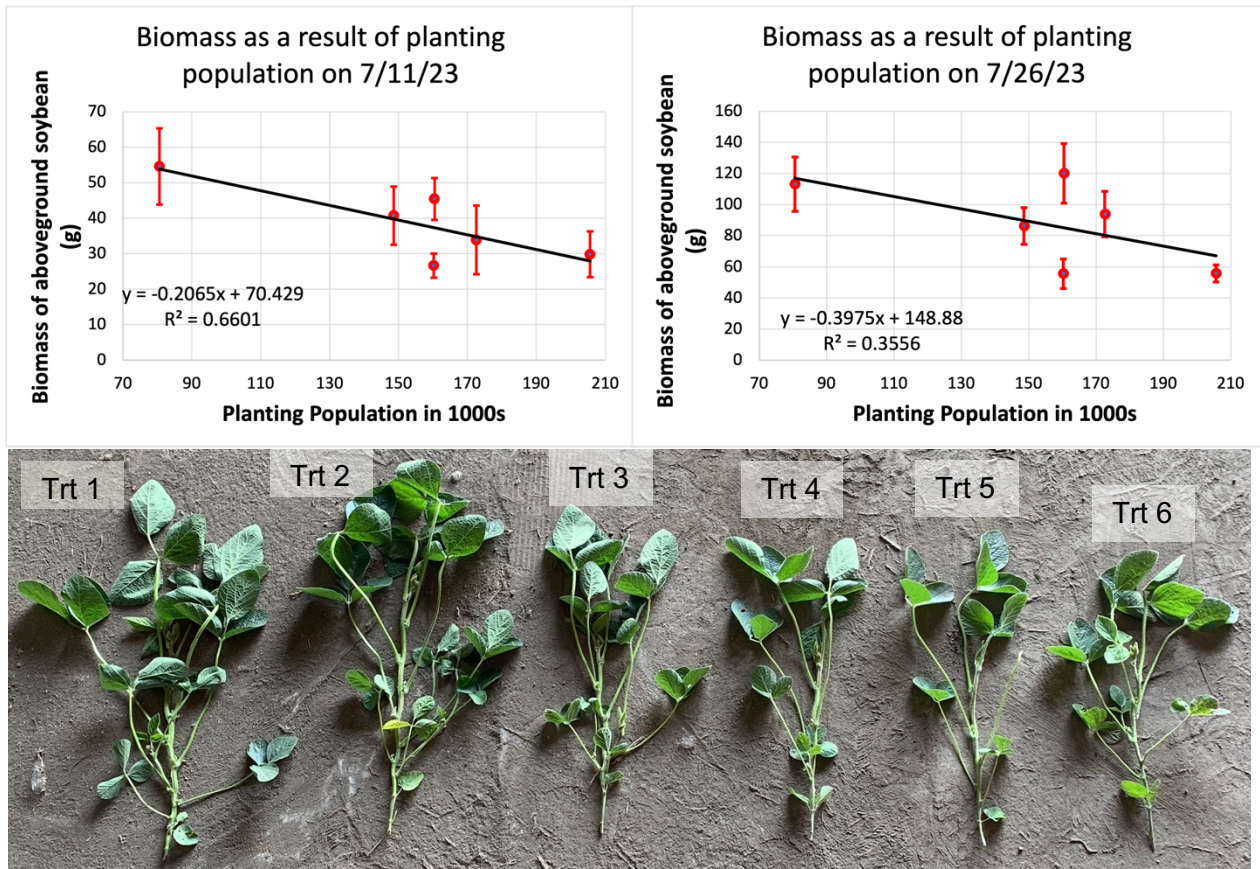 Biomass as a result of planting
population on 7/11/23
Biomass of aboveground soybean
(g)
70
60
50
40
30
20
10
0
y = -0.2065x + 70.429
R² = 0.6601
70 90 110 130 150 170 190 210
Planting Population in 1000s
Biomass as a result of planting
population on 7/26/23
Biomass of aboveground soybean
(g)
160
140
120
100
80
60
40
20
0
y = -0.3975x + 148.88
R² = 0.3556
70 90 110 130 150 170 190 210
Planting Population in 1000s
Trt 1 Trt 2 Trt 3 Trt 4 Trt 5 Trt 6